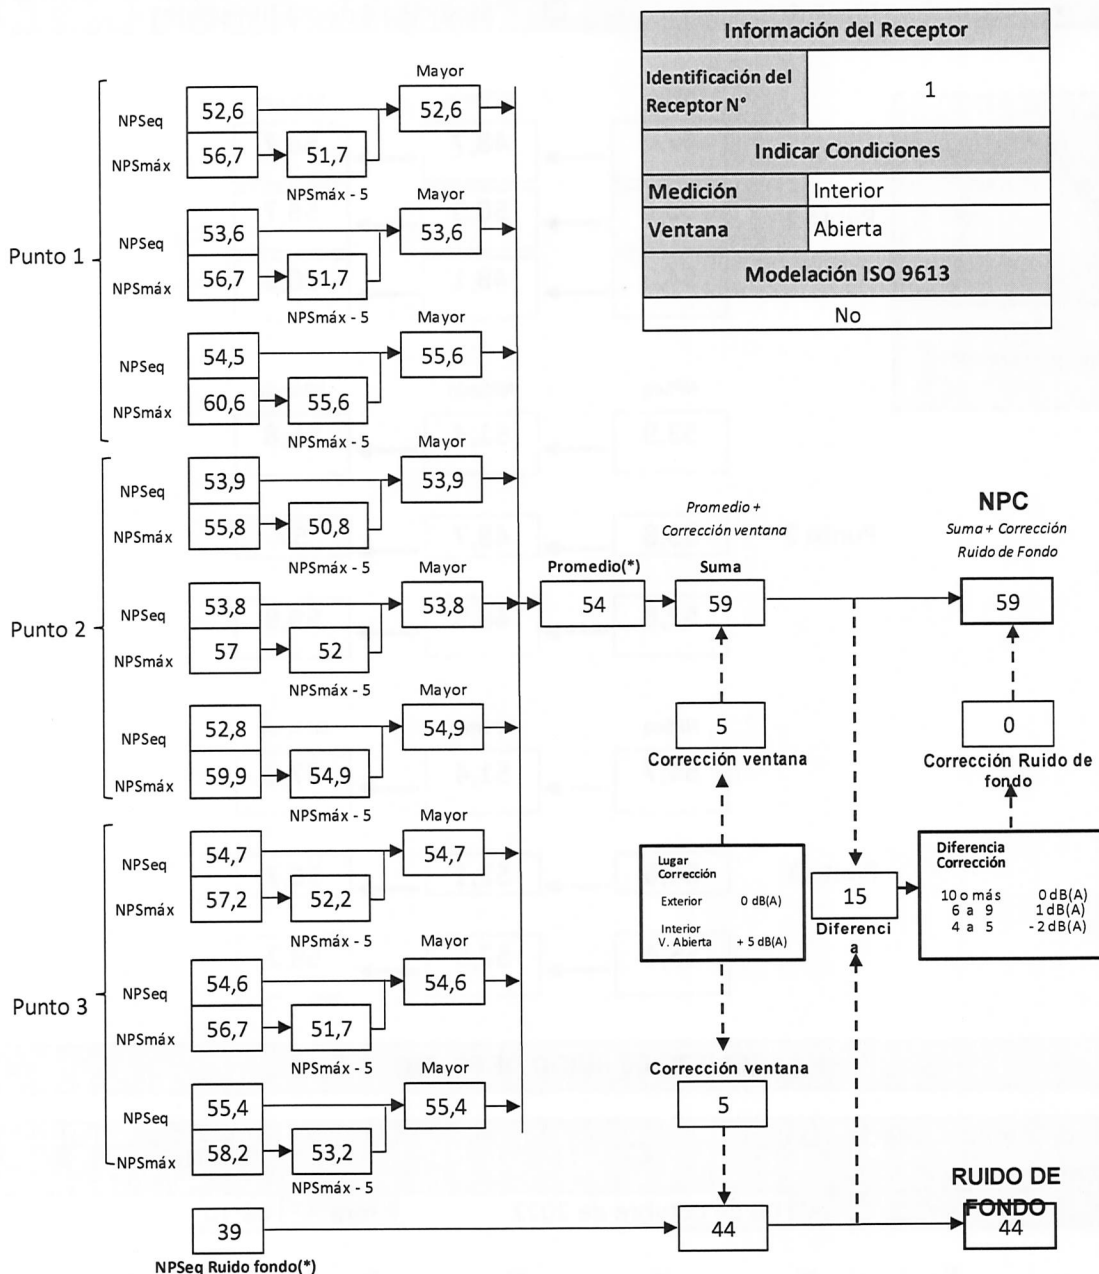 Información del Receptor
Identificación del
Receptor N°
1
Indicar Condiciones
Medición
Interior
Ventana
Abierta
Modelación ISO 9613
No
Punto 1
Mayor
NPSeq
52,6
52,6
NPSmáx
56,7
51,7
NPSmáx - 5
Mayor
NPSeq
53,6
53,6
NPSmáx
56,7
51,7
NPSmáx - 5
Mayor
NPSeq
54,5
55,6
NPSmáx
60,6
55,6
NPSmáx - 5
Punto 2
Mayor
NPSeq
53,9
53,9
NPSmáx
55,8
50,8
NPSmáx - 5
Mayor
NPSeq
53,8
53,8
NPSmáx
57
52
NPSmáx - 5
Mayor
NPSeq
52,8
54,9
NPSmáx
59,9
54,9
NPSmáx - 5
Punto 3
Mayor
NPSeq
54,7
54,7
NPSmáx
57,2
52,2
NPSmáx - 5
Mayor
NPSeq
54,6
54,6
NPSmáx
56,7
51,7
NPSmáx - 5
Mayor
NPSeq
55,4
55,4
NPSmáx
58,2
53,2
NPSmáx - 5
Promedio(*)
54
Promedio +
Corrección ventana
Suma
59
NPC
Suma + Corrección
Ruido de Fondo
59
5
Corrección ventana
0
Corrección Ruido de
fondo
Lugar
Corrección
Exterior 0 dB(A)
Interior
V. Abierta + 5 dB(A)
15
Diferenci
a
Diferencia
Corrección
10 o más 0 dB(A)
6 a 9 1 dB(A)
4 a 5 - 2 dB(A)
Corrección ventana
5
39
NPSeq Ruido fondo(*)
44
RUIDO DE
FONDO
44